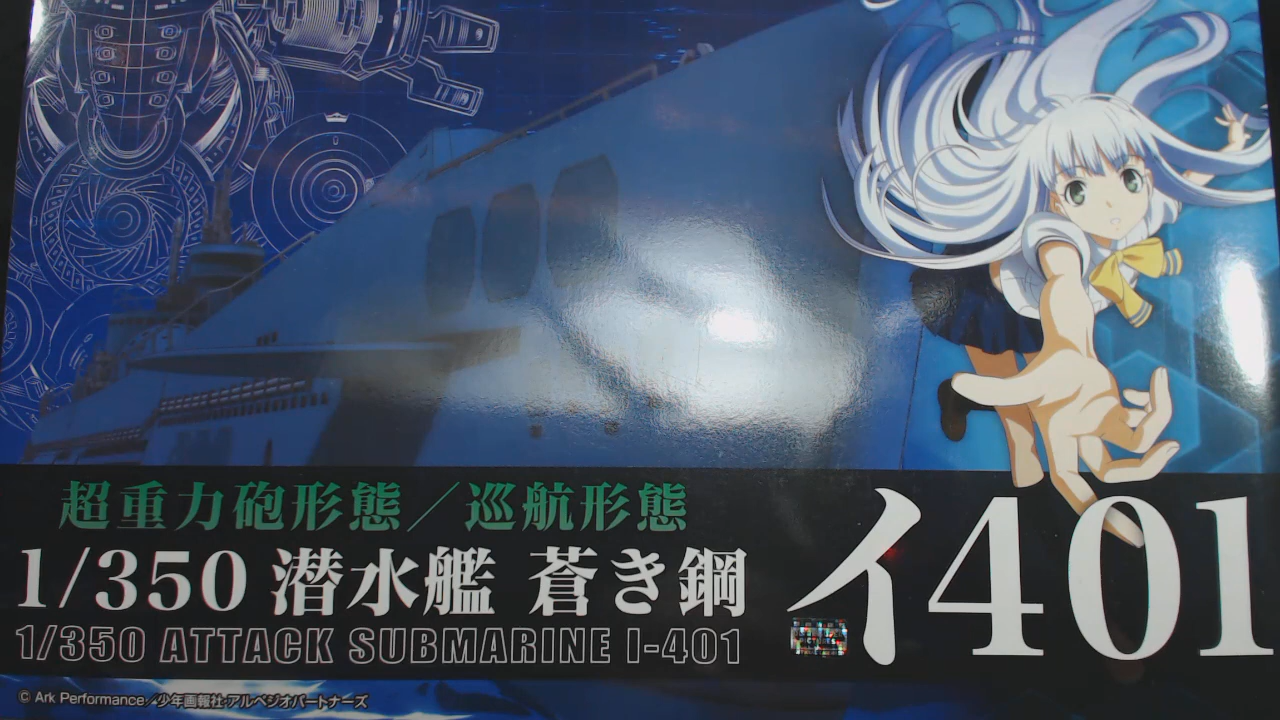 超重力砲形態／巡航形態
1/350 潜水艦 蒼き鋼
イ401
1/350 ATTACK SUBMARINE I-401
© Ark Performance／少年画報社・アルペジオパートナーズ